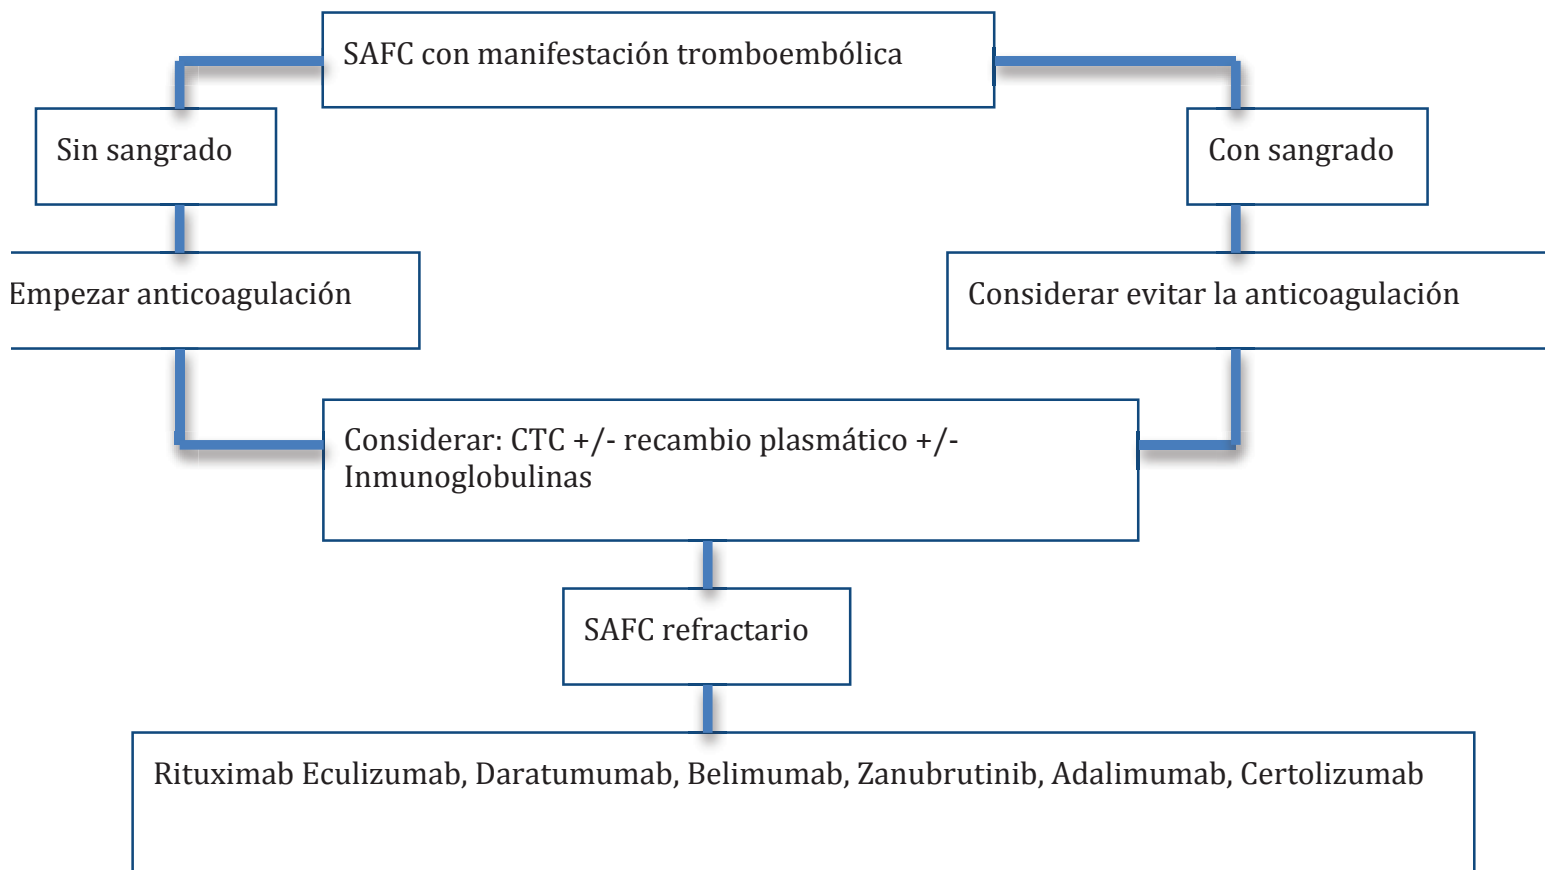 SAFC con manifestación tromboembólica
Sin sangrado
Con sangrado
Empezar anticoagulación
Considerar evitar la anticoagulación
Considerar: CTC +/- recambio plasmático +/-
Inmunoglobulinas
SAFC refractario
Rituximab Eculizumab, Daratumumab, Belimumab, Zanubrutinib, Adalimumab, Certolizumab